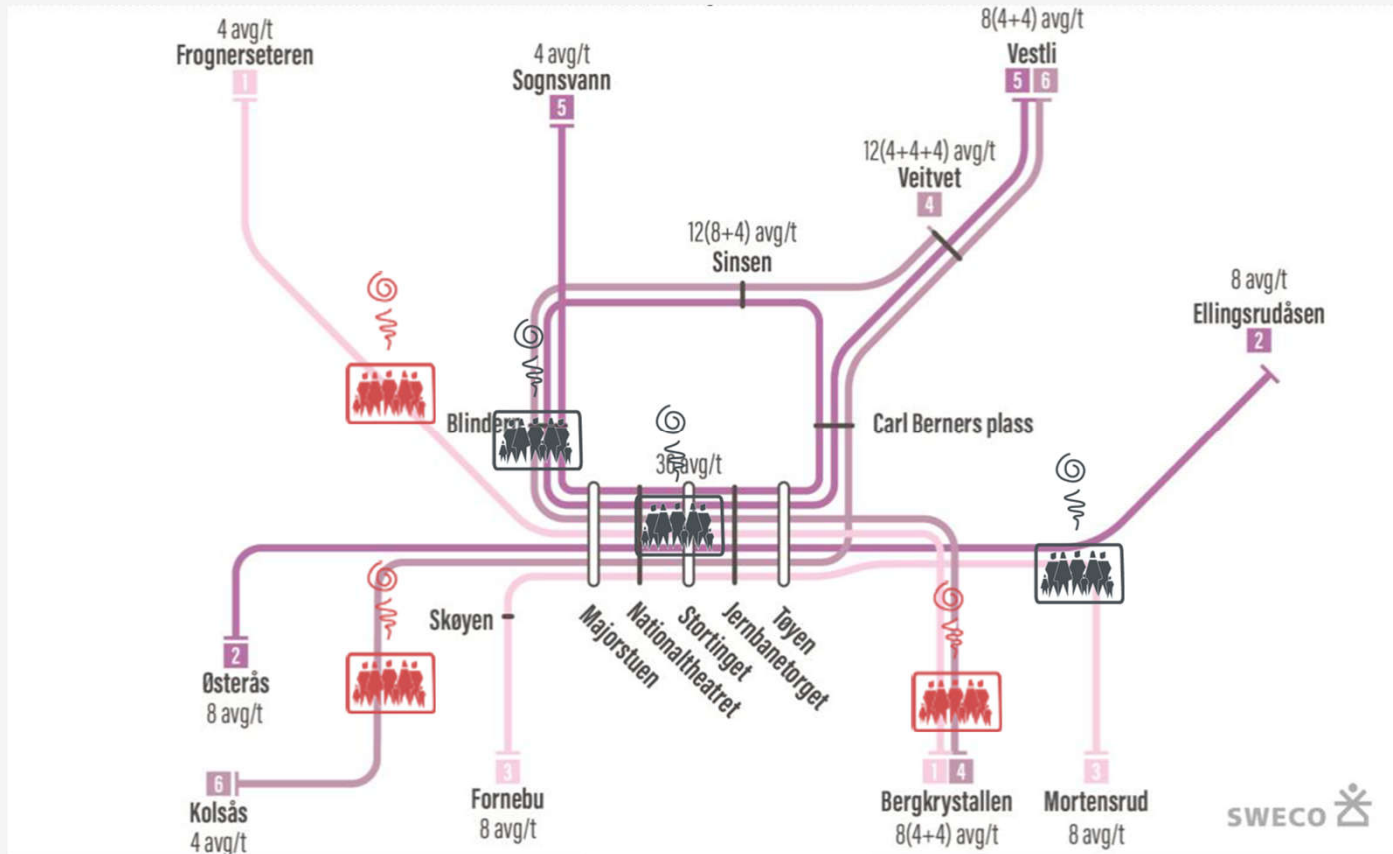 4 avg/t
Frognerseteren
1
4 avg/t
Sognsvann
5
8(4+4) avg/t
Vestli
5 6
12(4+4+4) avg/t
Veitvet
4
12(8+4) avg/t
Sinsen
8 avg/t
Ellingsrudåsen
2
Blindern
Carl Berners plass
36 avg/t
Skøyen
Majorstuen
Nationaltheatret
Stortinget
Jernbanetorget
Tøyen
2
Østerås
8 avg/t
6
Kolsås
4 avg/t
3
Fornebu
8 avg/t
1 4
Bergkrystallen
8(4+4) avg/t
3
Mortensrud
8 avg/t
SWECO